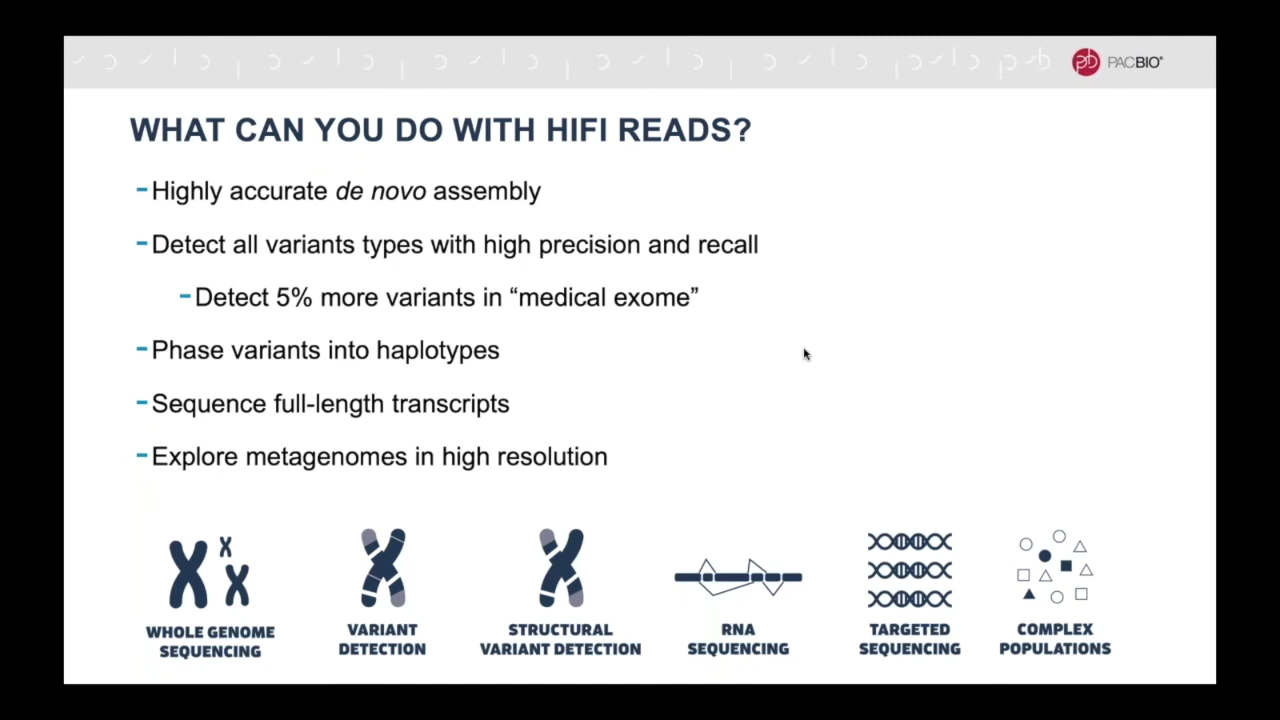 PACBIO®
WHAT CAN YOU DO WITH HIFI READS?
- Highly accurate de novo assembly
- Detect all variants types with high precision and recall
- Detect 5% more variants in “medical exome”
- Phase variants into haplotypes
- Sequence full-length transcripts
- Explore metagenomes in high resolution
WHOLE GENOME
SEQUENCING
VARIANT
DETECTION
STRUCTURAL
VARIANT DETECTION
RNA
SEQUENCING
TARGETED
SEQUENCING
COMPLEX
POPULATIONS